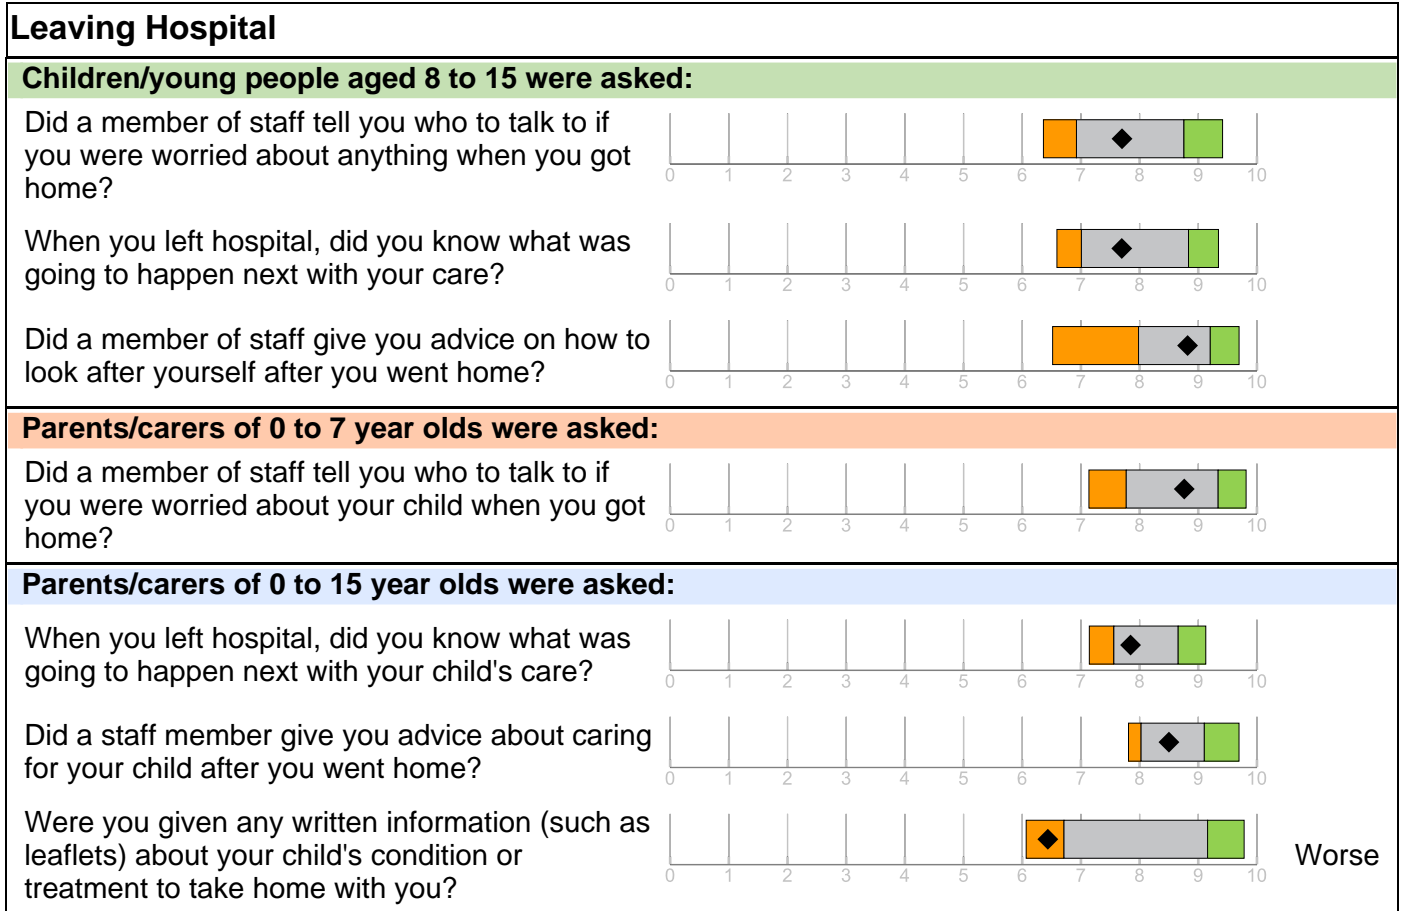 Leaving Hospital
Children/young people aged 8 to 15 were asked:
Did a member of staff tell you who to talk to if
you were worried about anything when you got
home?
0 1 2 3 4 5 6 7 8 9 10
When you left hospital, did you know what was
going to happen next with your care?
0 1 2 3 4 5 6 7 8 9 10
Did a member of staff give you advice on how to
look after yourself after you went home?
0 1 2 3 4 5 6 7 8 9 10
Parents/carers of 0 to 7 year olds were asked:
Did a member of staff tell you who to talk to if
you were worried about your child when you got
home?
0 1 2 3 4 5 6 7 8 9 10
Parents/carers of 0 to 15 year olds were asked:
When you left hospital, did you know what was
going to happen next with your child's care?
0 1 2 3 4 5 6 7 8 9 10
Did a staff member give you advice about caring
for your child after you went home?
0 1 2 3 4 5 6 7 8 9 10
Were you given any written information (such as
leaflets) about your child's condition or
treatment to take home with you?
0 1 2 3 4 5 6 7 8 9 10
Worse